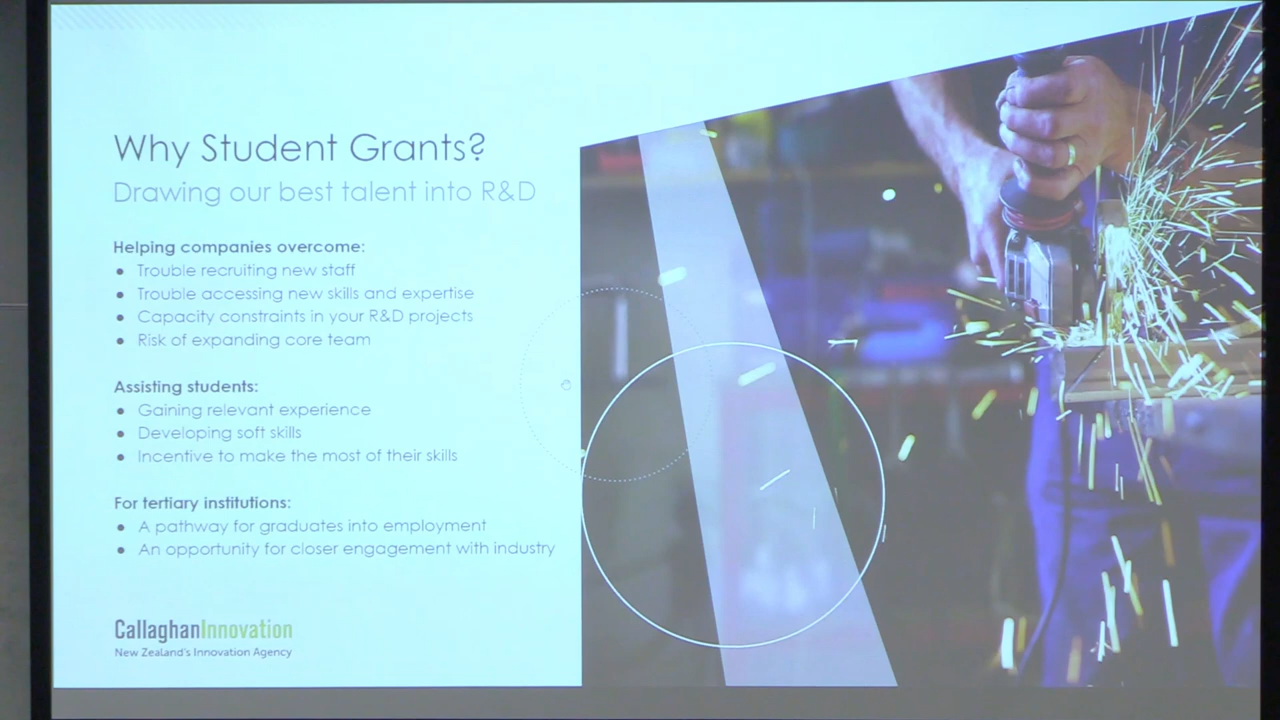 Why Student Grants?
Drawing our best talent into R&D
Helping companies overcome:
• Trouble recruiting new staff
• Trouble accessing new skills and expertise
• Capacity constraints in your R&D projects
• Risk of expanding core team
Assisting students:
• Gaining relevant experience
• Developing soft skills
• Incentive to make the most of their skills
For tertiary institutions:
• A pathway for graduates into employment
• An opportunity for closer engagement with industry
CallaghanInnovation
New Zealand's Innovation Agency